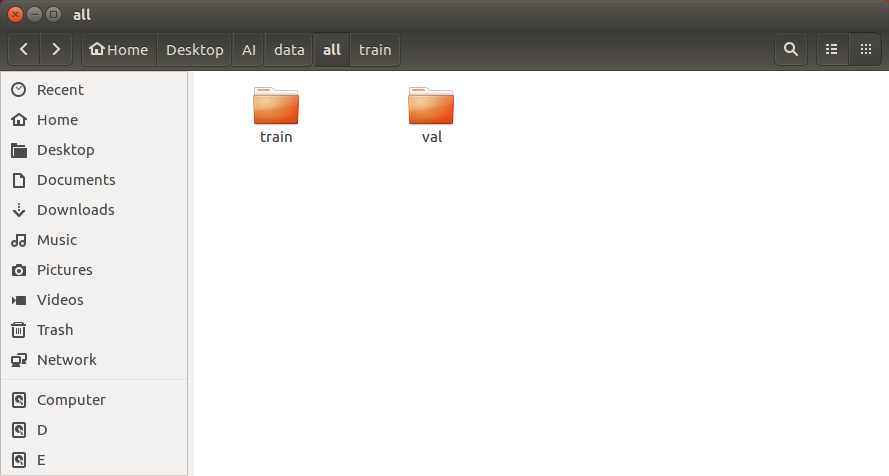 all
Home Desktop AI data all train
Recent
Home
Desktop
Documents
Downloads
Music
Pictures
Videos
Trash
Network
Computer
D
E
train val